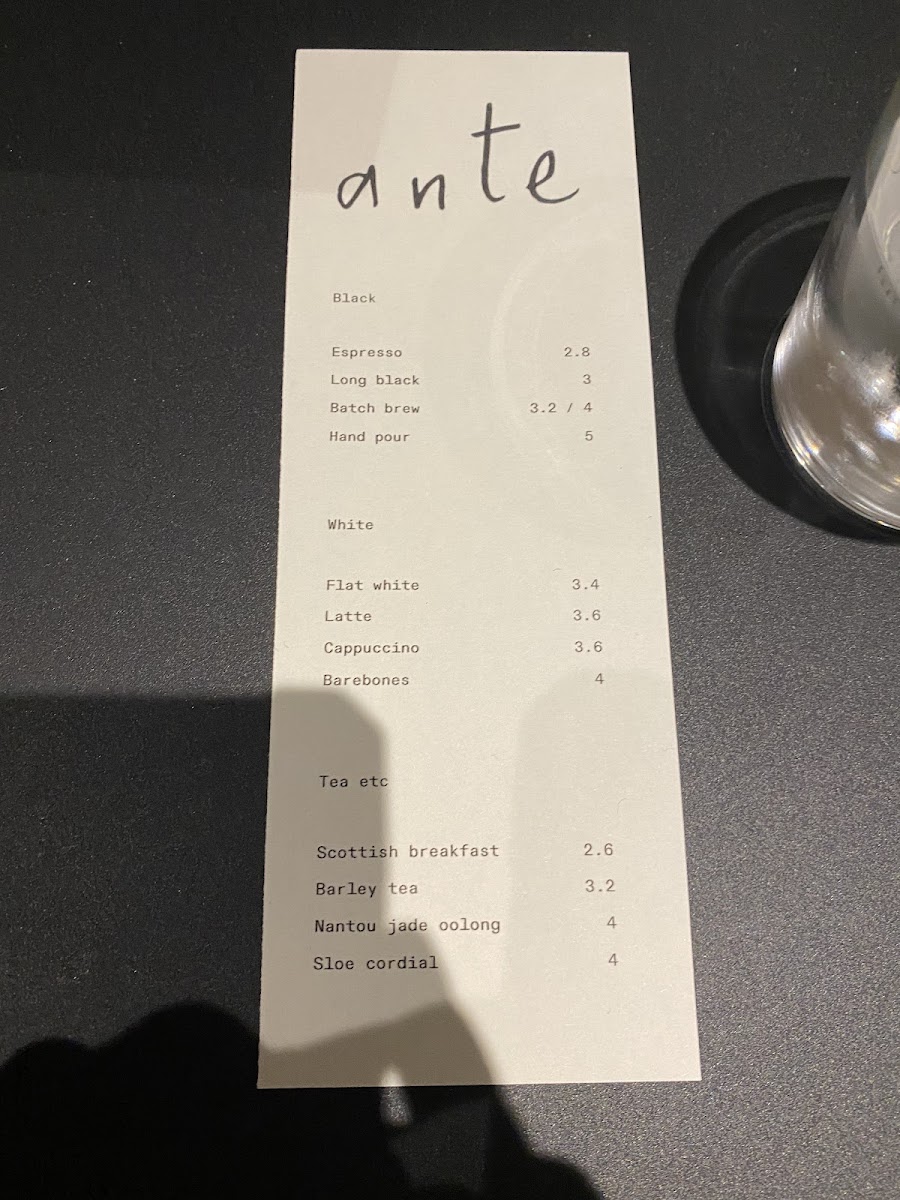 ante
Black
Espresso 2.8
Long black 3
Batch brew 3.2 / 4
Hand pour 5
White
Flat white 3.4
Latte 3.6
Cappuccino 3.6
Barebones 4
Tea etc
Scottish breakfast 2.6
Barley tea 3.2
Nantou jade oolong 4
Sloe cordial 4